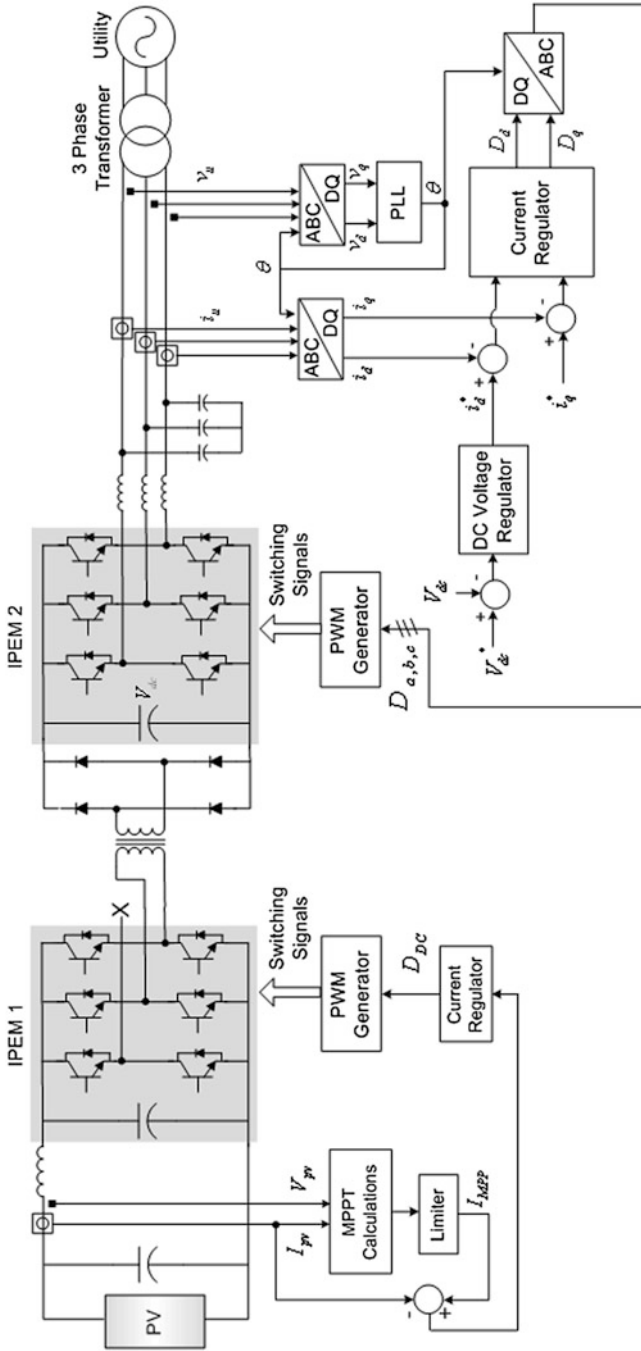 IPEM 1
IPEM 2
3 Phase
Transformer
Utility
PV
X
V_dc
I_pv
V_pv
MPPT
Calculations
Limiter
I_MPP
-
+
Current
Regulator
D_DC
PWM
Generator
Switching
Signals
Switching
Signals
PWM
Generator
D_a,b,c
i_u
v_u
θ
ABC
DQ
i_d
i_q
ABC
DQ
v_d
v_q
PLL
θ
V_dc
V_dc*
+
-
DC Voltage
Regulator
i_d*
+
-
i_q*
+
-
Current
Regulator
D_d
D_q
DQ
ABC